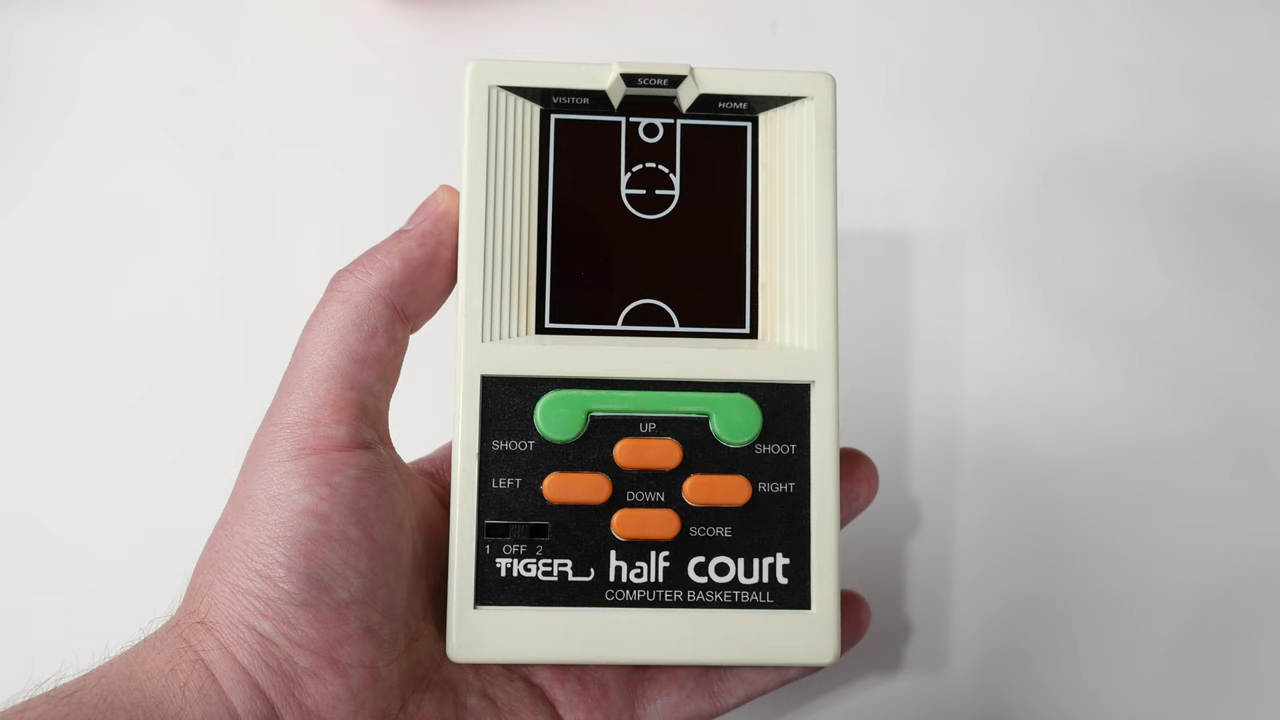 SCORE
VISITOR HOME
UP
SHOOT SHOOT
LEFT DOWN RIGHT
SCORE
1 OFF 2
TIGER half court
COMPUTER BASKETBALL